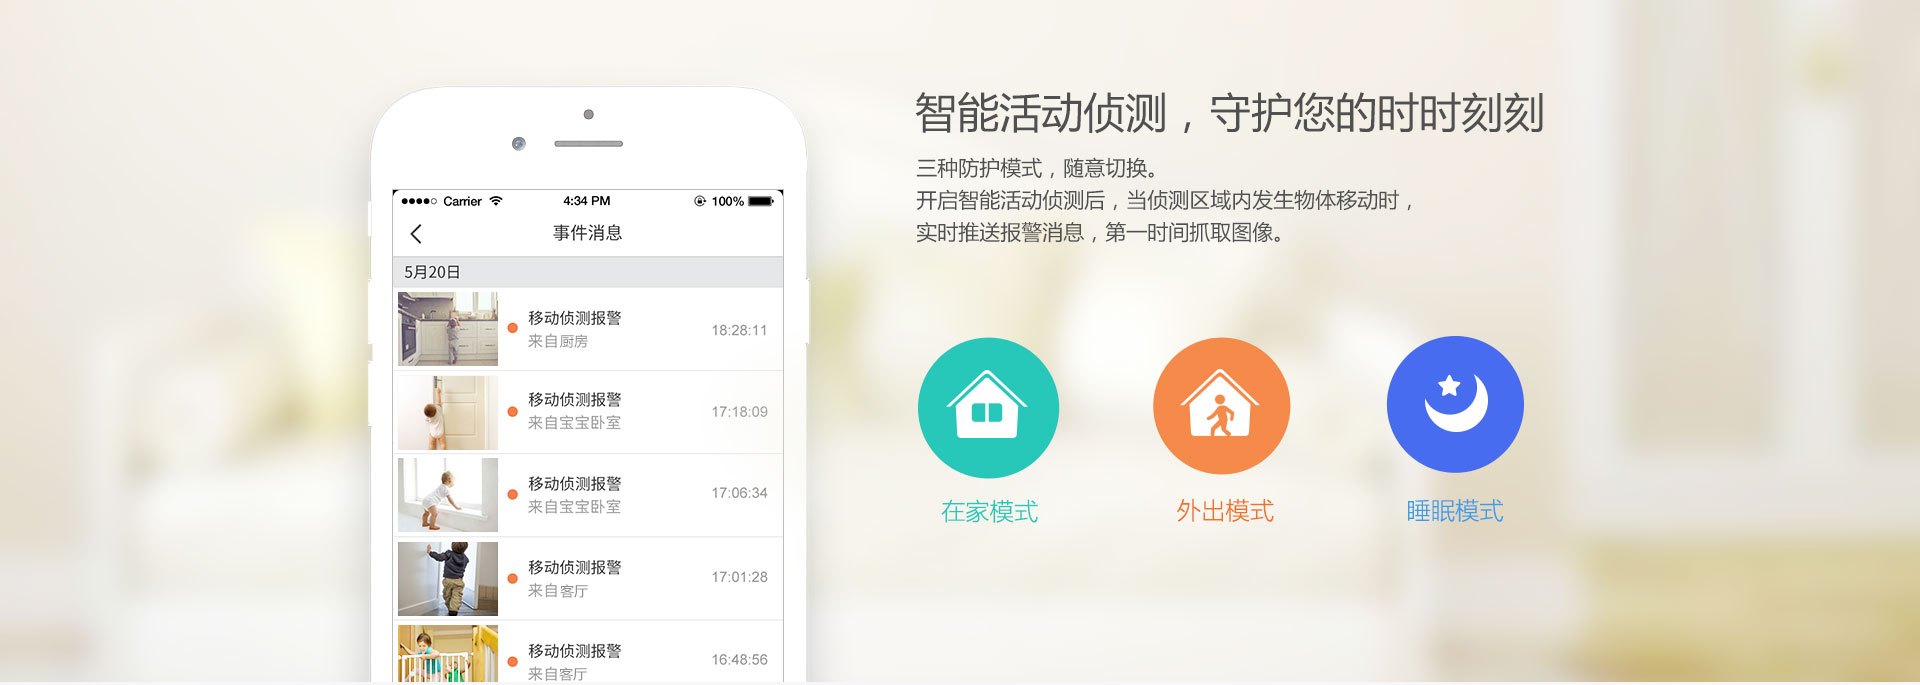 Carrier 4:34 PM 100%
事件消息
5月20日
移动侦测报警
来自厨房
18:28:11
移动侦测报警
来自宝宝卧室
17:18:09
移动侦测报警
来自宝宝卧室
17:06:34
移动侦测报警
来自客厅
17:01:28
移动侦测报警
来自客厅
16:48:56
智能活动侦测，守护您的时时刻刻
三种防护模式，随意切换。
开启智能活动侦测后，当侦测区域内发生物体移动时，
实时推送报警消息，第一时间抓取图像。
在家模式
外出模式
睡眠模式